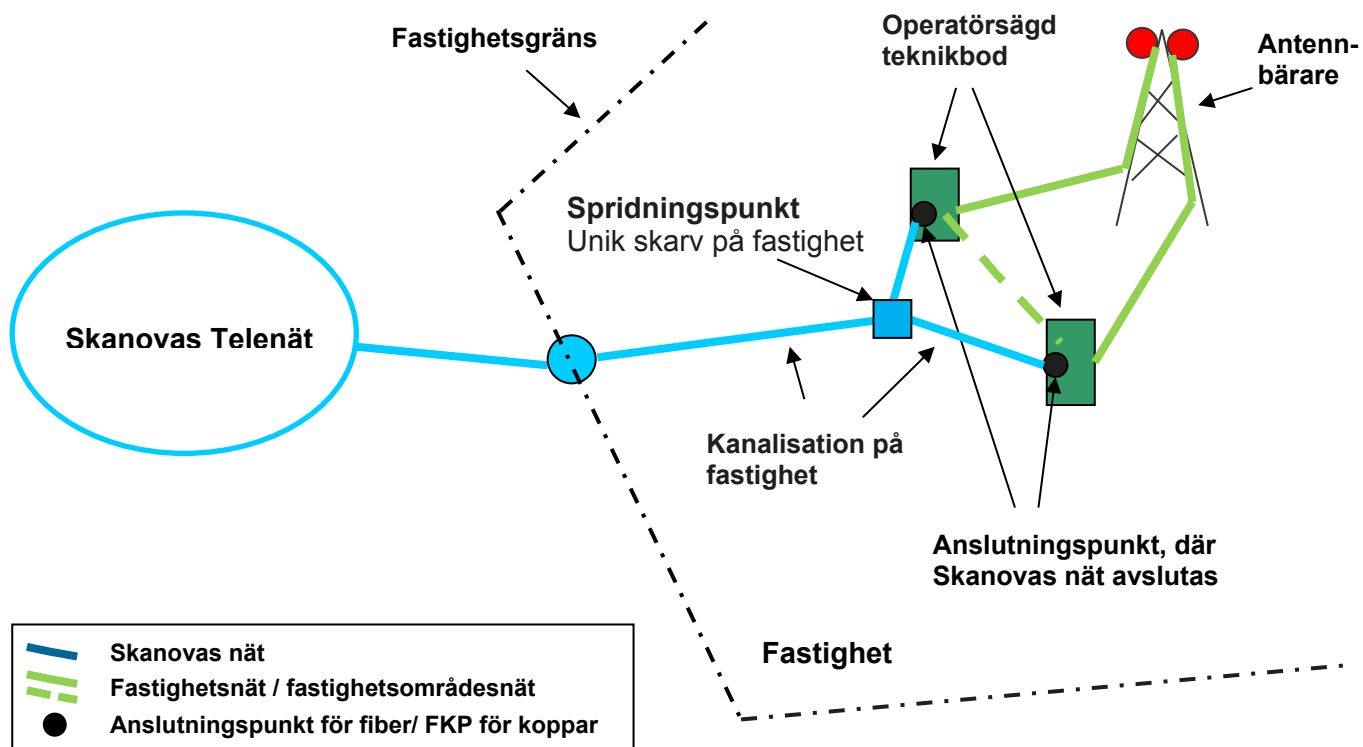 Operatörsägd
teknikbod
Fastighetsgräns
Antenn-
bärare
Spridningspunkt
Unik skarv på fastighet
Skanovas Telenät
Kanalisation på
fastighet
Anslutningspunkt, där
Skanovas nät avslutas
Fastighet
Skanovas nät
Fastighetsnät / fastighetsområdesnät
Anslutningspunkt för fiber/ FKP för koppar